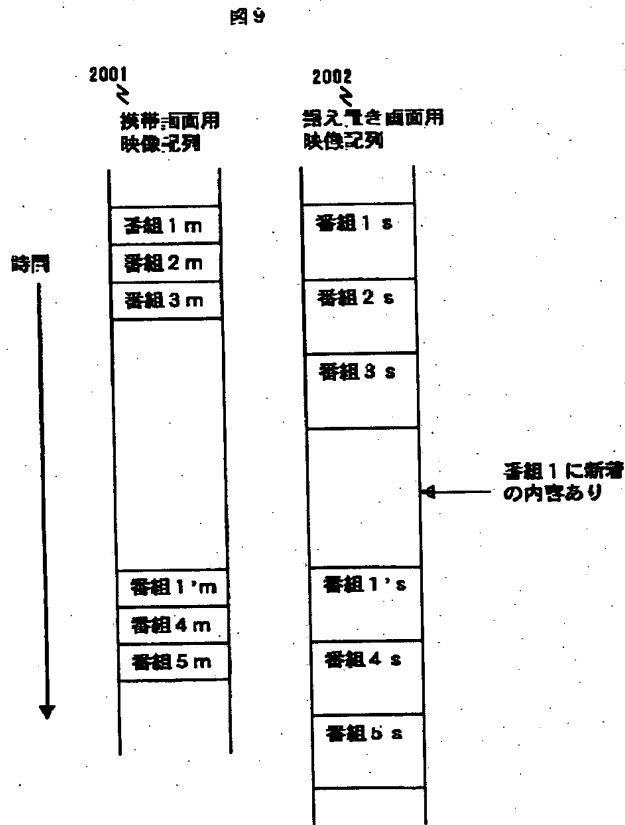 図9
2001
携帯画面用
映像配列
2002
据え置き画面用
映像配列
時間
番組1m
番組2m
番組3m
番組1'm
番組4m
番組5m
番組1s
番組2s
番組3s
番組1's
番組4s
番組5s
番組1に新着
の内容あり